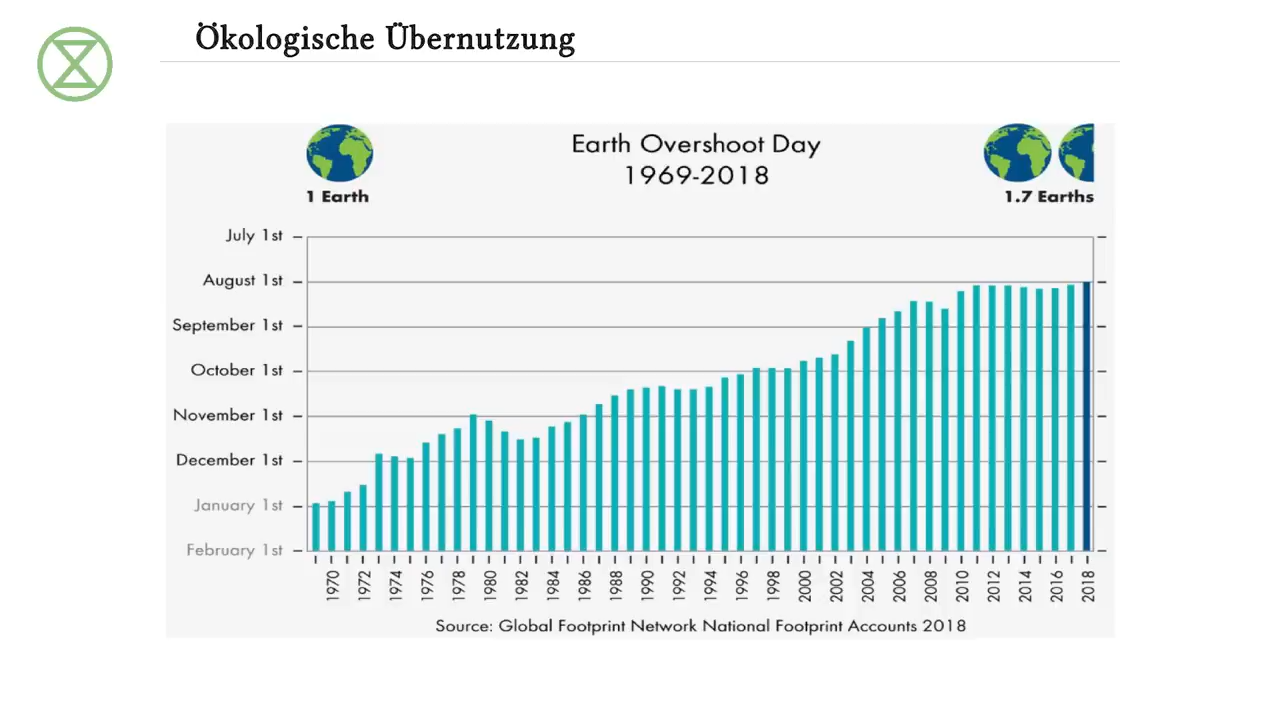 Ökologische Übernutzung
Earth Overshoot Day
1969-2018
1 Earth
1.7 Earths
July 1st
August 1st
September 1st
October 1st
November 1st
December 1st
January 1st
February 1st
1970
1972
1974
1976
1978
1980
1982
1984
1986
1988
1990
1992
1994
1996
1998
2000
2002
2004
2006
2008
2010
2012
2014
2016
2018
Source: Global Footprint Network National Footprint Accounts 2018